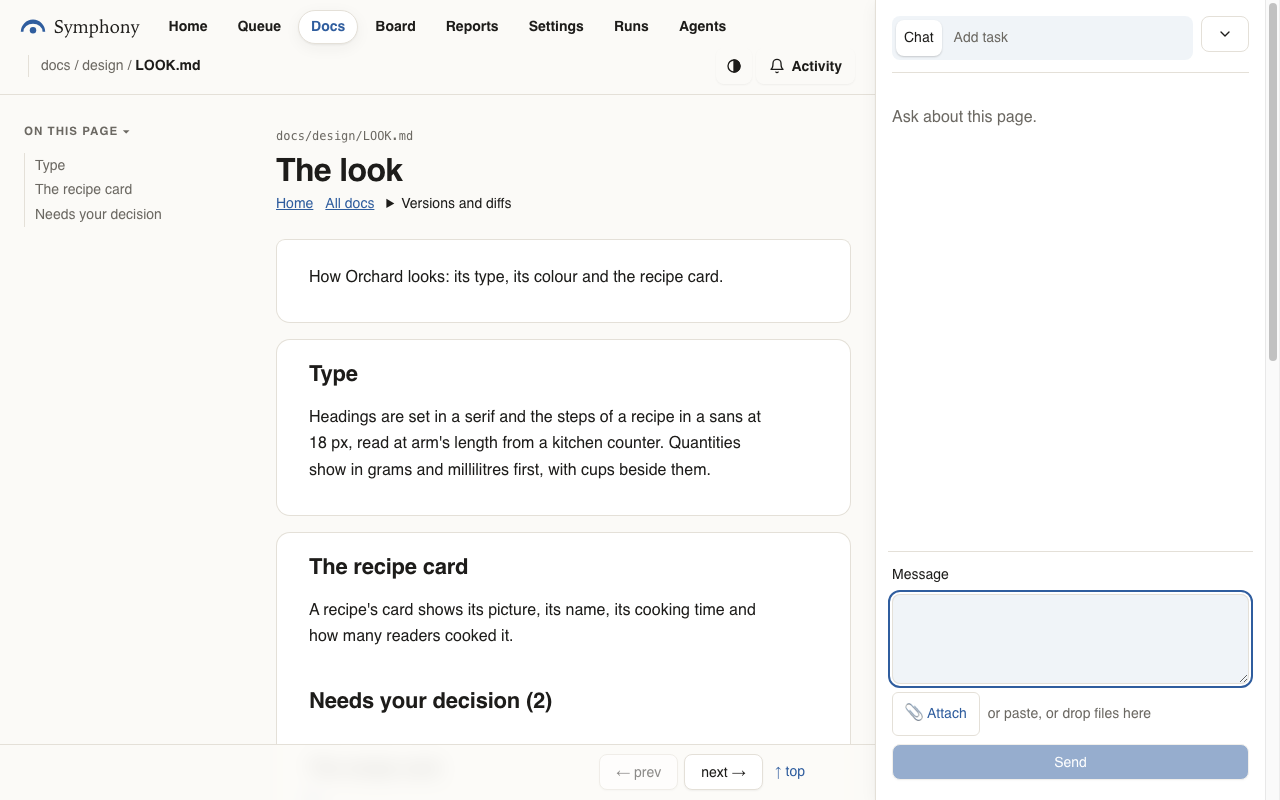 Symphony Home Queue Docs Board Reports Settings Runs Agents
docs / design / LOOK.md
Activity
ON THIS PAGE
Type
The recipe card
Needs your decision
docs/design/LOOK.md
The look
Home All docs ▶ Versions and diffs
How Orchard looks: its type, its colour and the recipe card.
Type
Headings are set in a serif and the steps of a recipe in a sans at
18 px, read at arm's length from a kitchen counter. Quantities
show in grams and millilitres first, with cups beside them.
The recipe card
A recipe's card shows its picture, its name, its cooking time and
how many readers cooked it.
Needs your decision (2)
← prev next → ↑ top
Chat Add task
Ask about this page.
Message
Attach or paste, or drop files here
Send